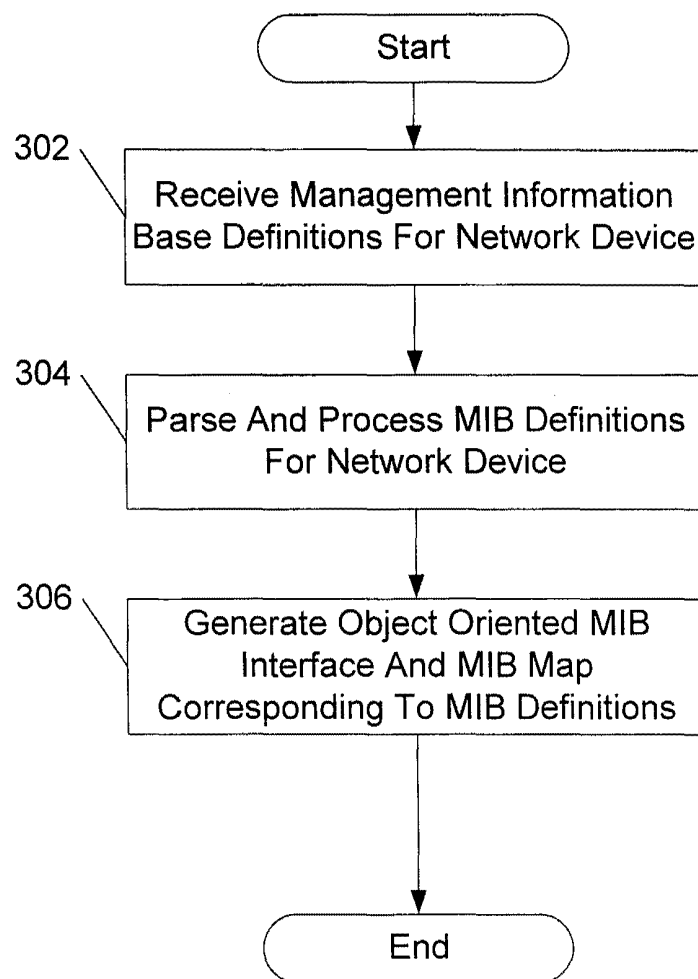 Start
302
Receive Management Information
Base Definitions For Network Device
304
Parse And Process MIB Definitions
For Network Device
306
Generate Object Oriented MIB
Interface And MIB Map
Corresponding To MIB Definitions
End